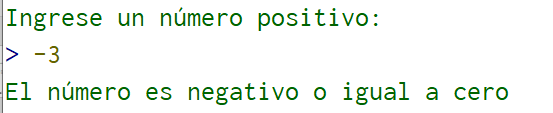 Ingrese un número positivo:
> -3
El número es negativo o igual a cero